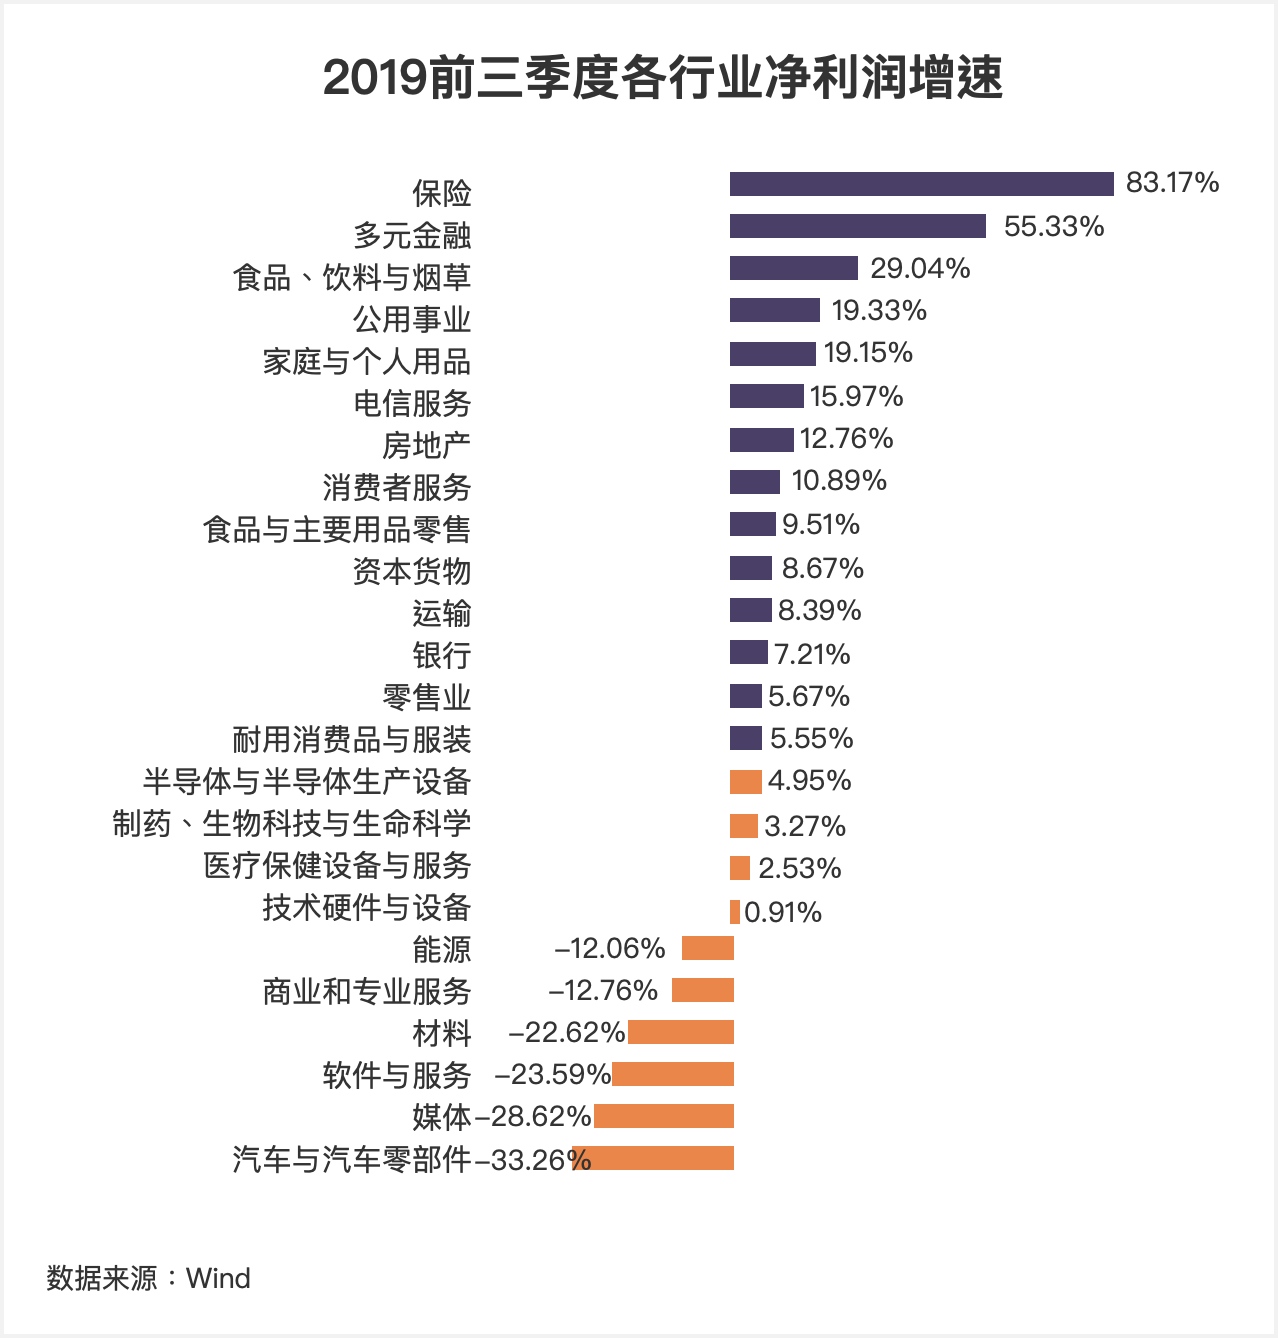 2019前三季度各行业净利润增速
保险 83.17%
多元金融 55.33%
食品、饮料与烟草 29.04%
公用事业 19.33%
家庭与个人用品 19.15%
电信服务 15.97%
房地产 12.76%
消费者服务 10.89%
食品与主要用品零售 9.51%
资本货物 8.67%
运输 8.39%
银行 7.21%
零售业 5.67%
耐用消费品与服装 5.55%
半导体与半导体生产设备 4.95%
制药、生物科技与生命科学 3.27%
医疗保健设备与服务 2.53%
技术硬件与设备 0.91%
能源 –12.06%
商业和专业服务 –12.76%
材料 –22.62%
软件与服务 –23.59%
媒体 –28.62%
汽车与汽车零部件 –33.26%
数据来源：Wind